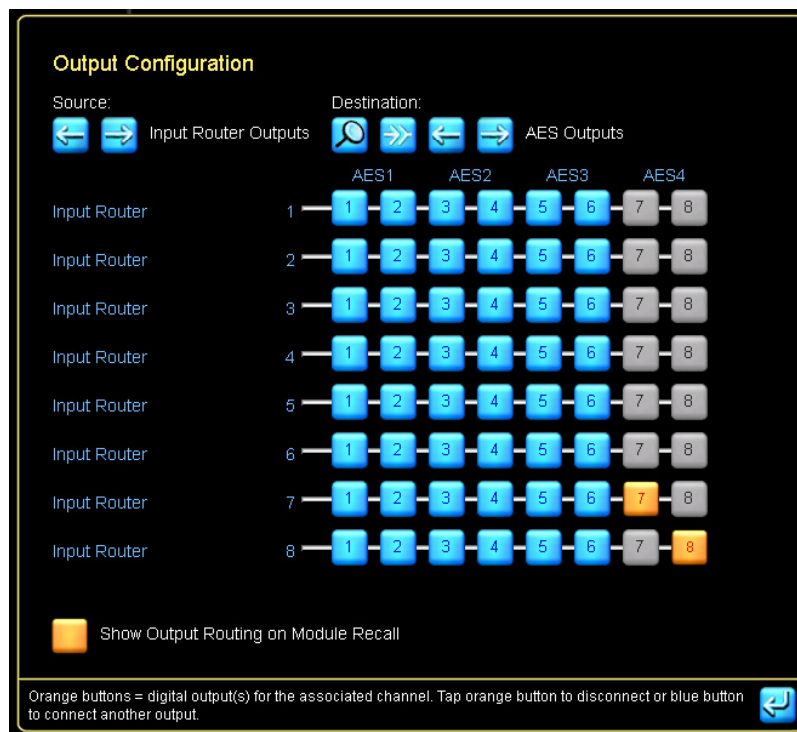 Output Configuration
Source: Destination:
Input Router Outputs AES Outputs
AES1 AES2 AES3 AES4
Input Router 1 1 2 3 4 5 6 7 8
Input Router 2 1 2 3 4 5 6 7 8
Input Router 3 1 2 3 4 5 6 7 8
Input Router 4 1 2 3 4 5 6 7 8
Input Router 5 1 2 3 4 5 6 7 8
Input Router 6 1 2 3 4 5 6 7 8
Input Router 7 1 2 3 4 5 6 7 8
Input Router 8 1 2 3 4 5 6 7 8
Show Output Routing on Module Recall
Orange buttons = digital output(s) for the associated channel. Tap orange button to disconnect or blue button
to connect another output.